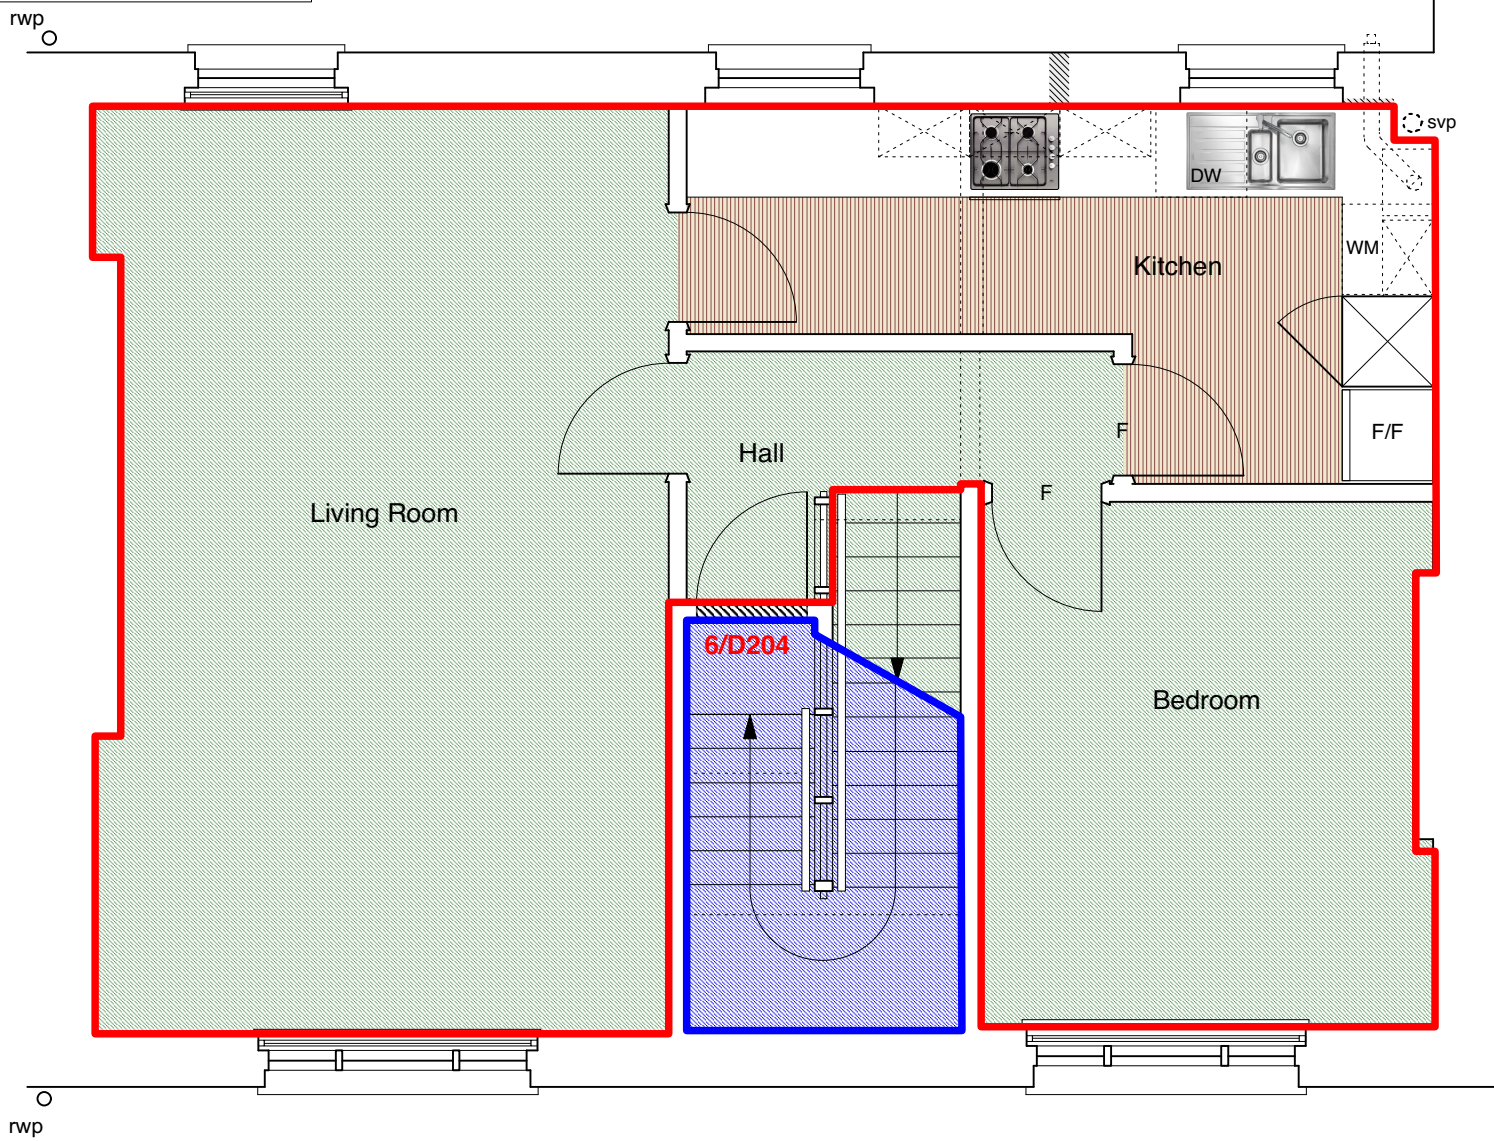 rwp
svp
DW
WM
Kitchen
F/F
F
Hall
F
Living Room
6/D204
Bedroom
rwp